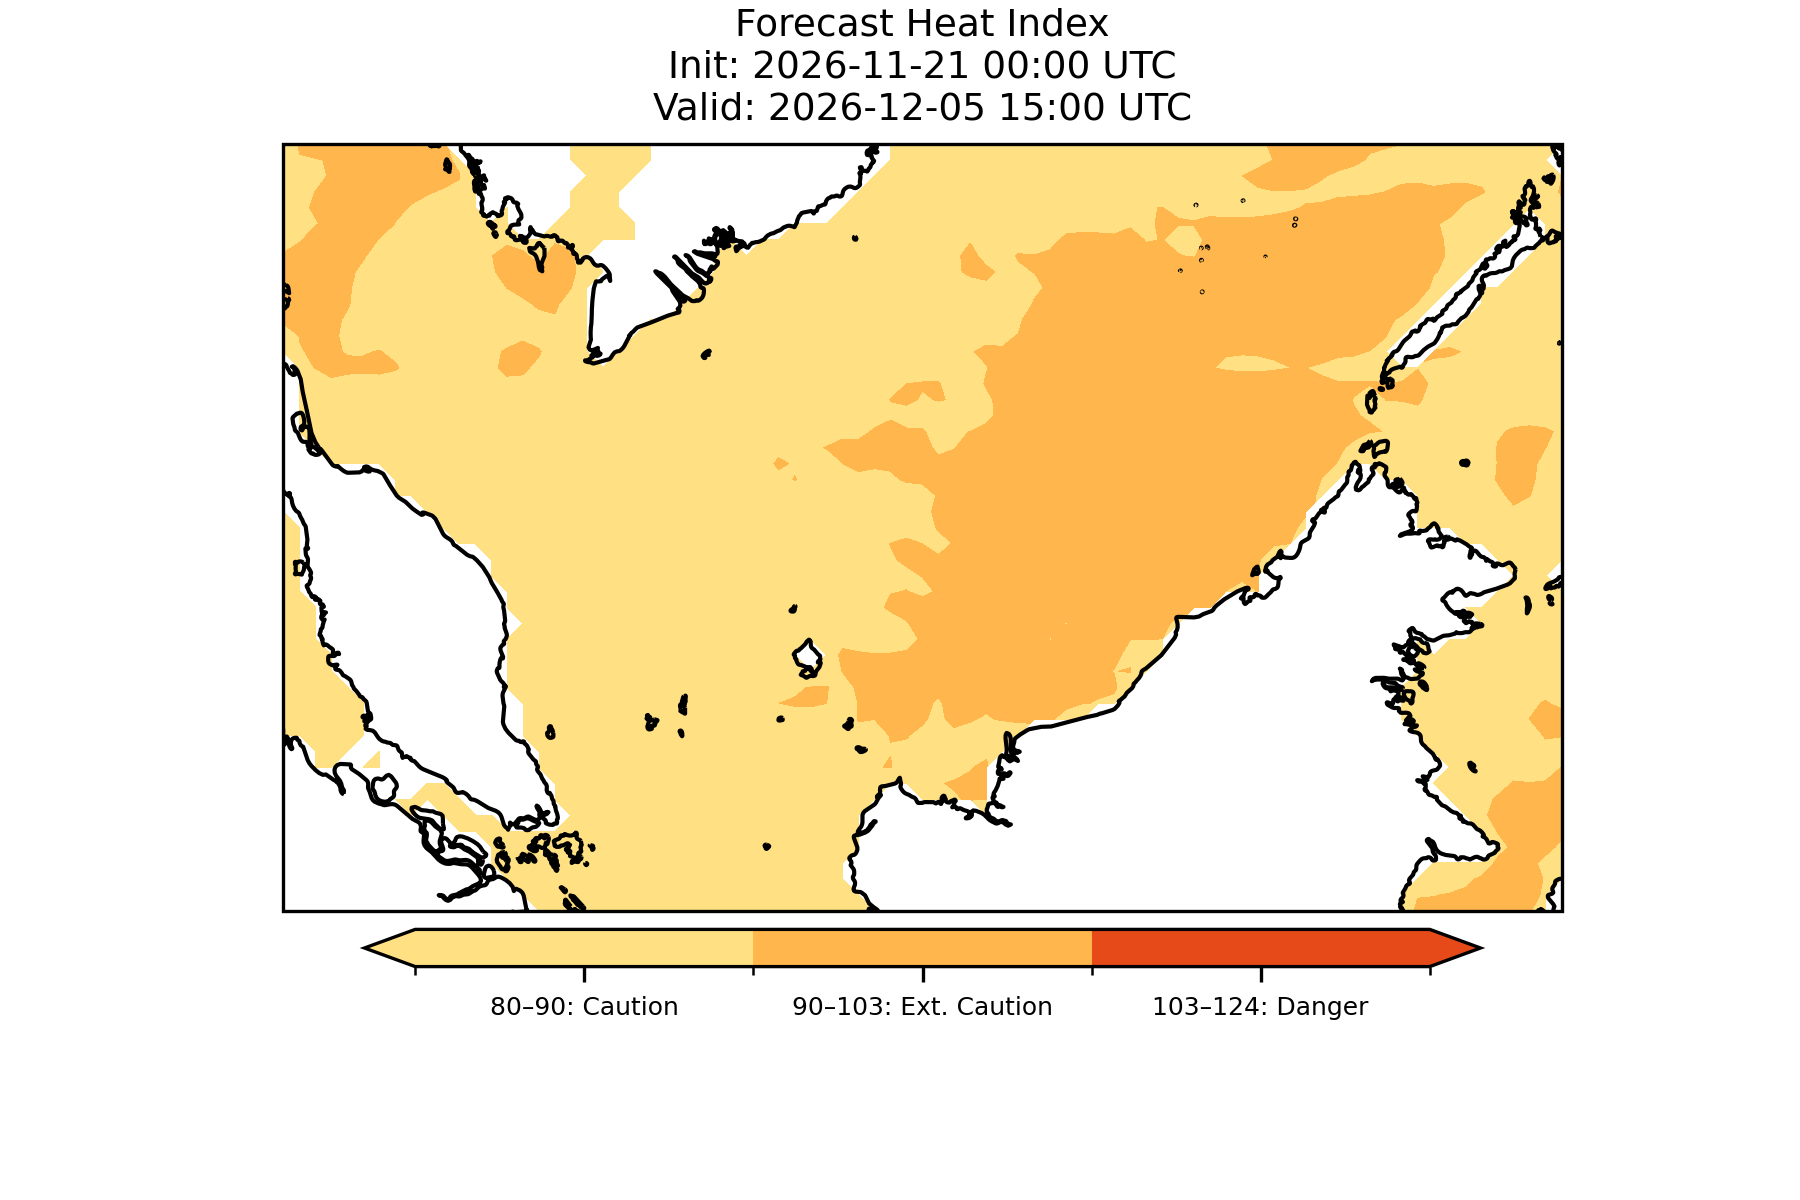 Forecast Heat Index
Init: 2026-11-21 00:00 UTC
Valid: 2026-12-05 15:00 UTC
80–90: Caution
90–103: Ext. Caution
103–124: Danger